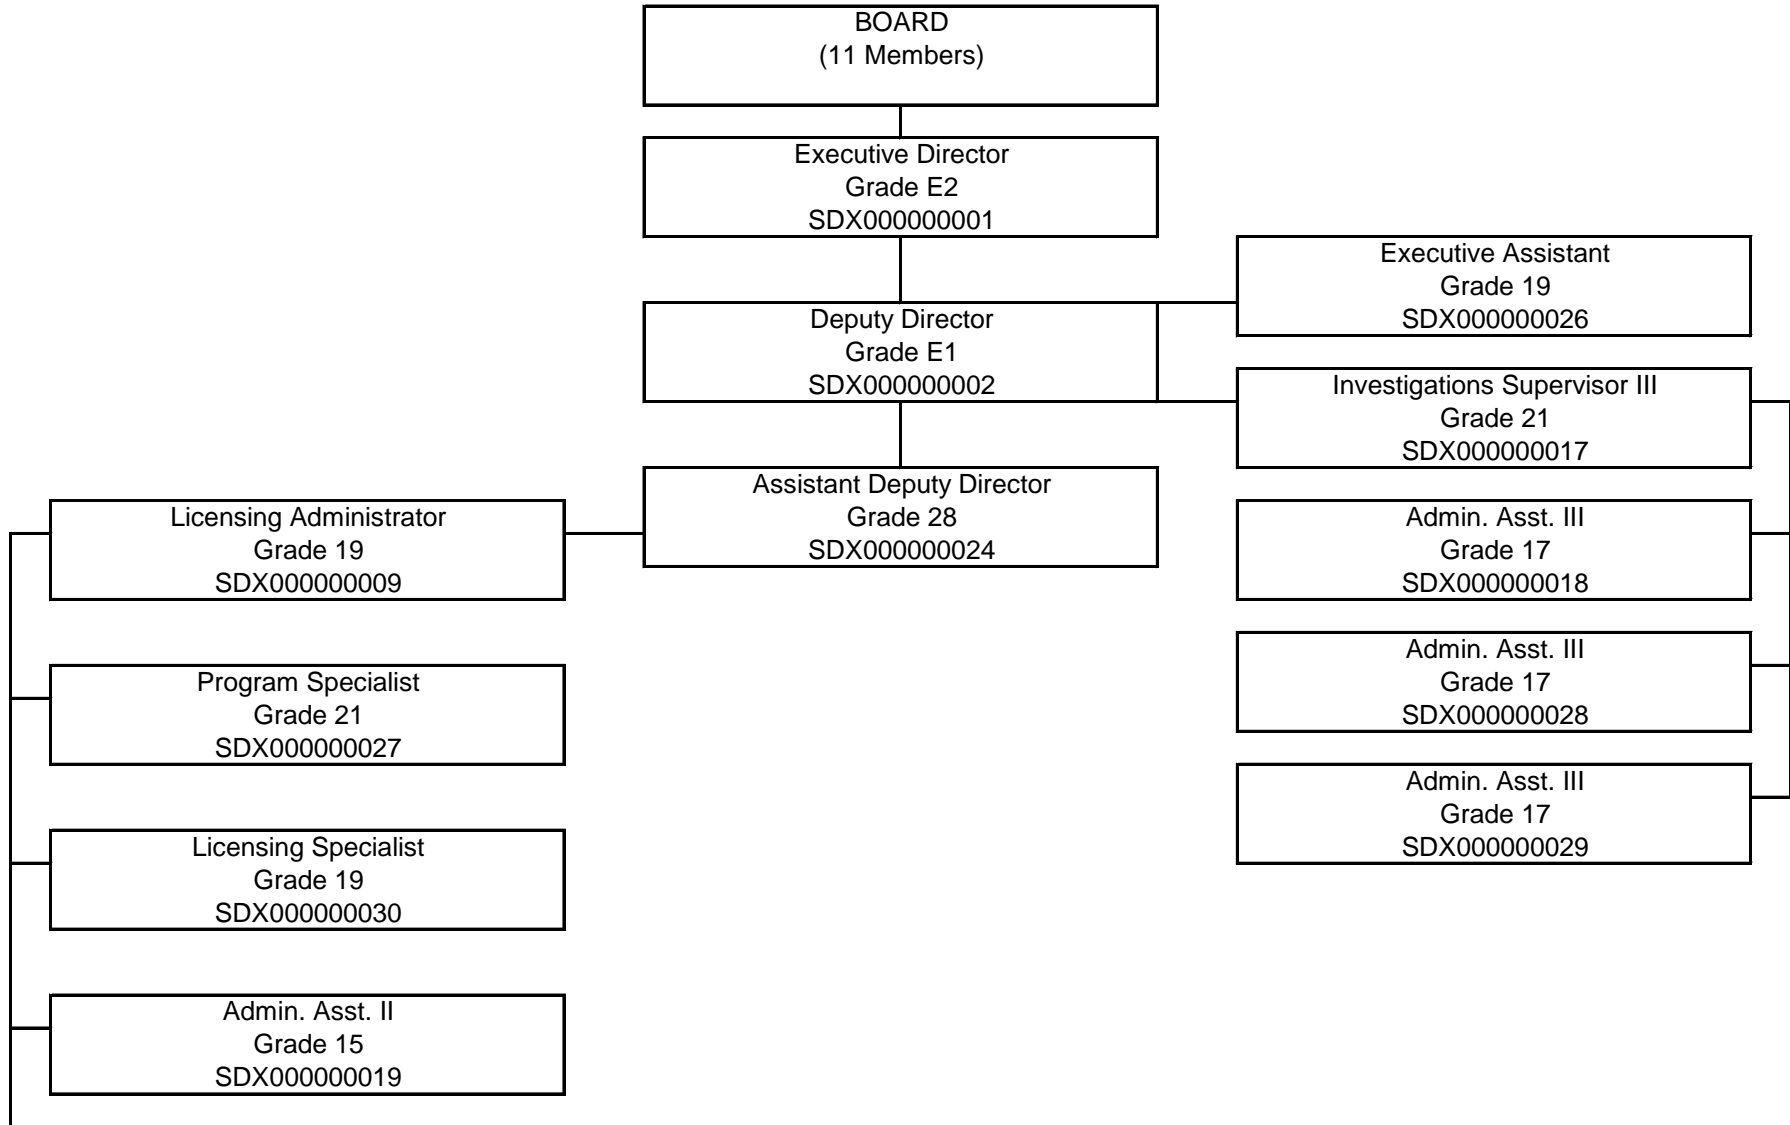 BOARD
(11 Members)
Executive Director
Grade E2
SDX000000001
Executive Assistant
Grade 19
SDX000000026
Deputy Director
Grade E1
SDX000000002
Investigations Supervisor III
Grade 21
SDX000000017
Assistant Deputy Director
Grade 28
SDX000000024
Licensing Administrator
Grade 19
SDX000000009
Admin. Asst. III
Grade 17
SDX000000018
Program Specialist
Grade 21
SDX000000027
Admin. Asst. III
Grade 17
SDX000000028
Admin. Asst. III
Grade 17
SDX000000029
Licensing Specialist
Grade 19
SDX000000030
Admin. Asst. II
Grade 15
SDX000000019